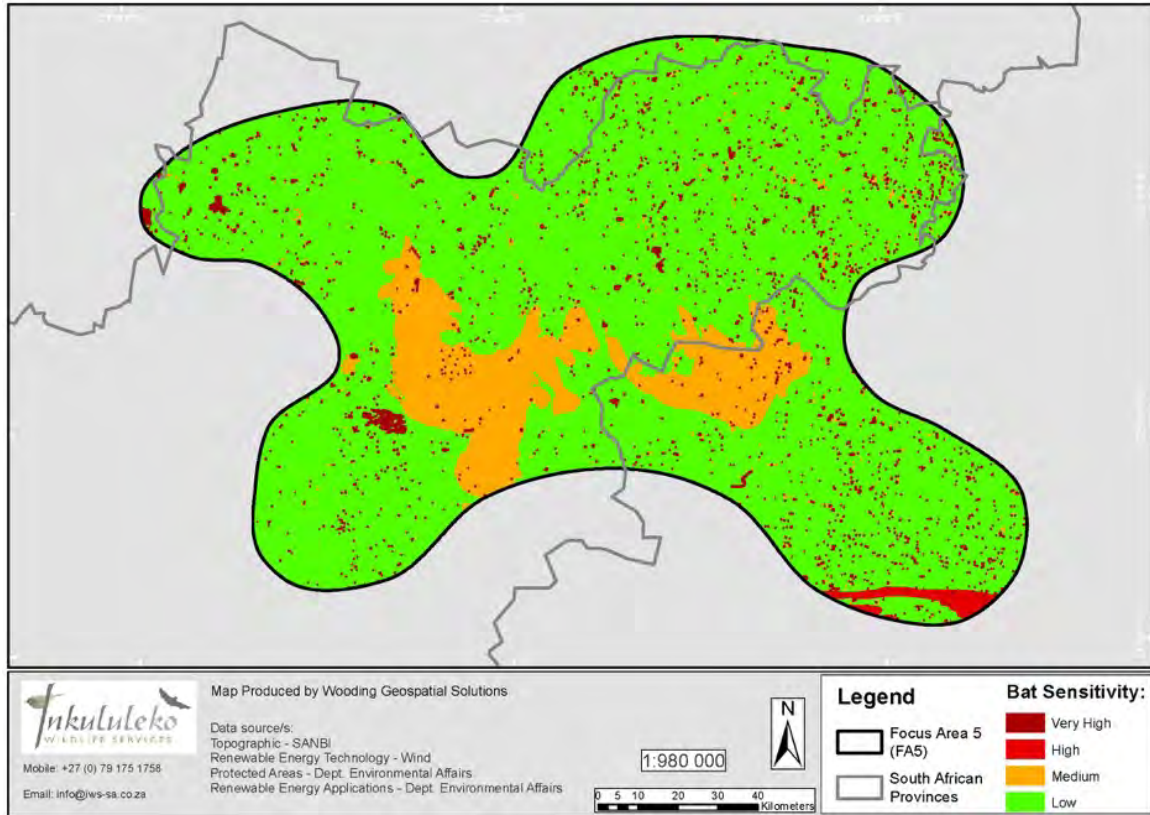 Inkululeko
WILDLIFE SERVICES
Mobile: +27 (0) 79 175 1758
Email: info@iws-sa.co.za
Map Produced by Wooding Geospatial Solutions
Data source/s:
Topographic - SANBI
Renewable Energy Technology - Wind
Protected Areas - Dept. Environmental Affairs
Renewable Energy Applications - Dept. Environmental Affairs
1:980 000
N
0 5 10 20 30 40
Kilometers
Legend
Focus Area 5
(FA5)
South African
Provinces
Bat Sensitivity:
Very High
High
Medium
Low